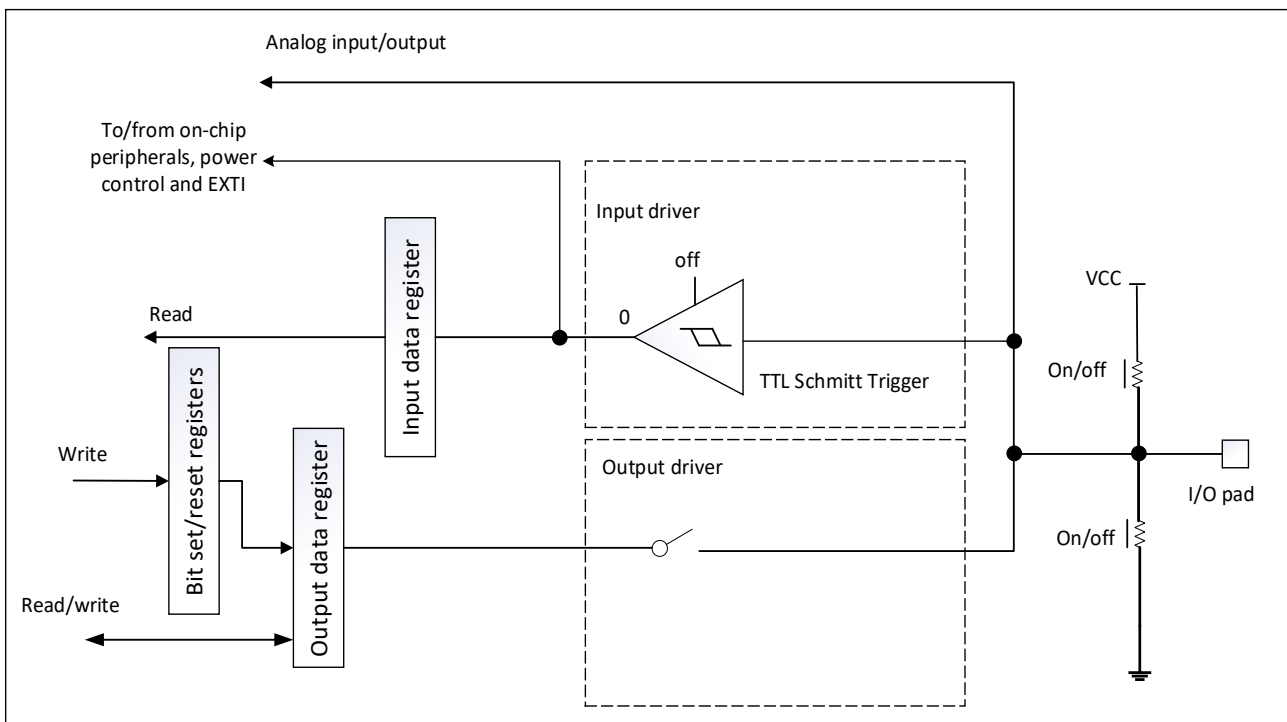 Analog input/output
To/from on-chip
peripherals, power
control and EXTI
Input driver
off
VCC
0
Read
Input data register
TTL Schmitt Trigger
On/off
Bit set/reset registers
Write
Output data register
Output driver
I/O pad
On/off
Read/write